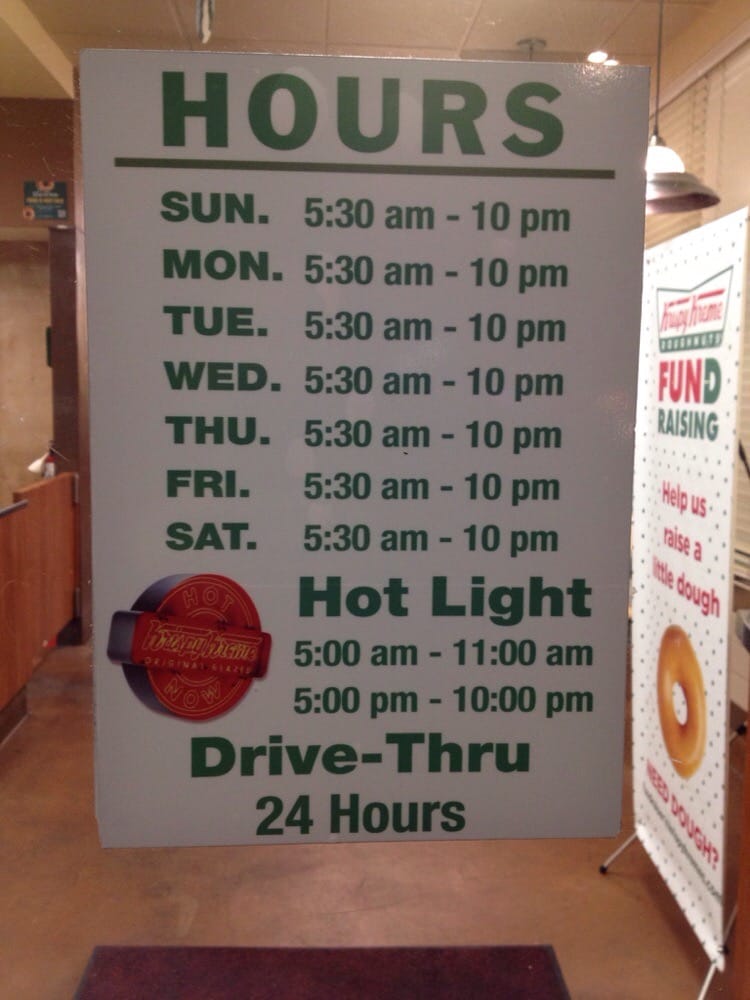 HOURS
SUN. 5:30 am - 10 pm
MON. 5:30 am - 10 pm
TUE. 5:30 am - 10 pm
WED. 5:30 am - 10 pm
THU. 5:30 am - 10 pm
FRI. 5:30 am - 10 pm
SAT. 5:30 am - 10 pm
Hot Light
5:00 am - 11:00 am
5:00 pm - 10:00 pm
Drive-Thru
24 Hours
HOT
Krispy Kreme
ORIGINAL GLAZED
NOW
Krispy Kreme
DOUGHNUTS
FUND
RAISING
Help us
raise a
little dough
NEED DOUGH?